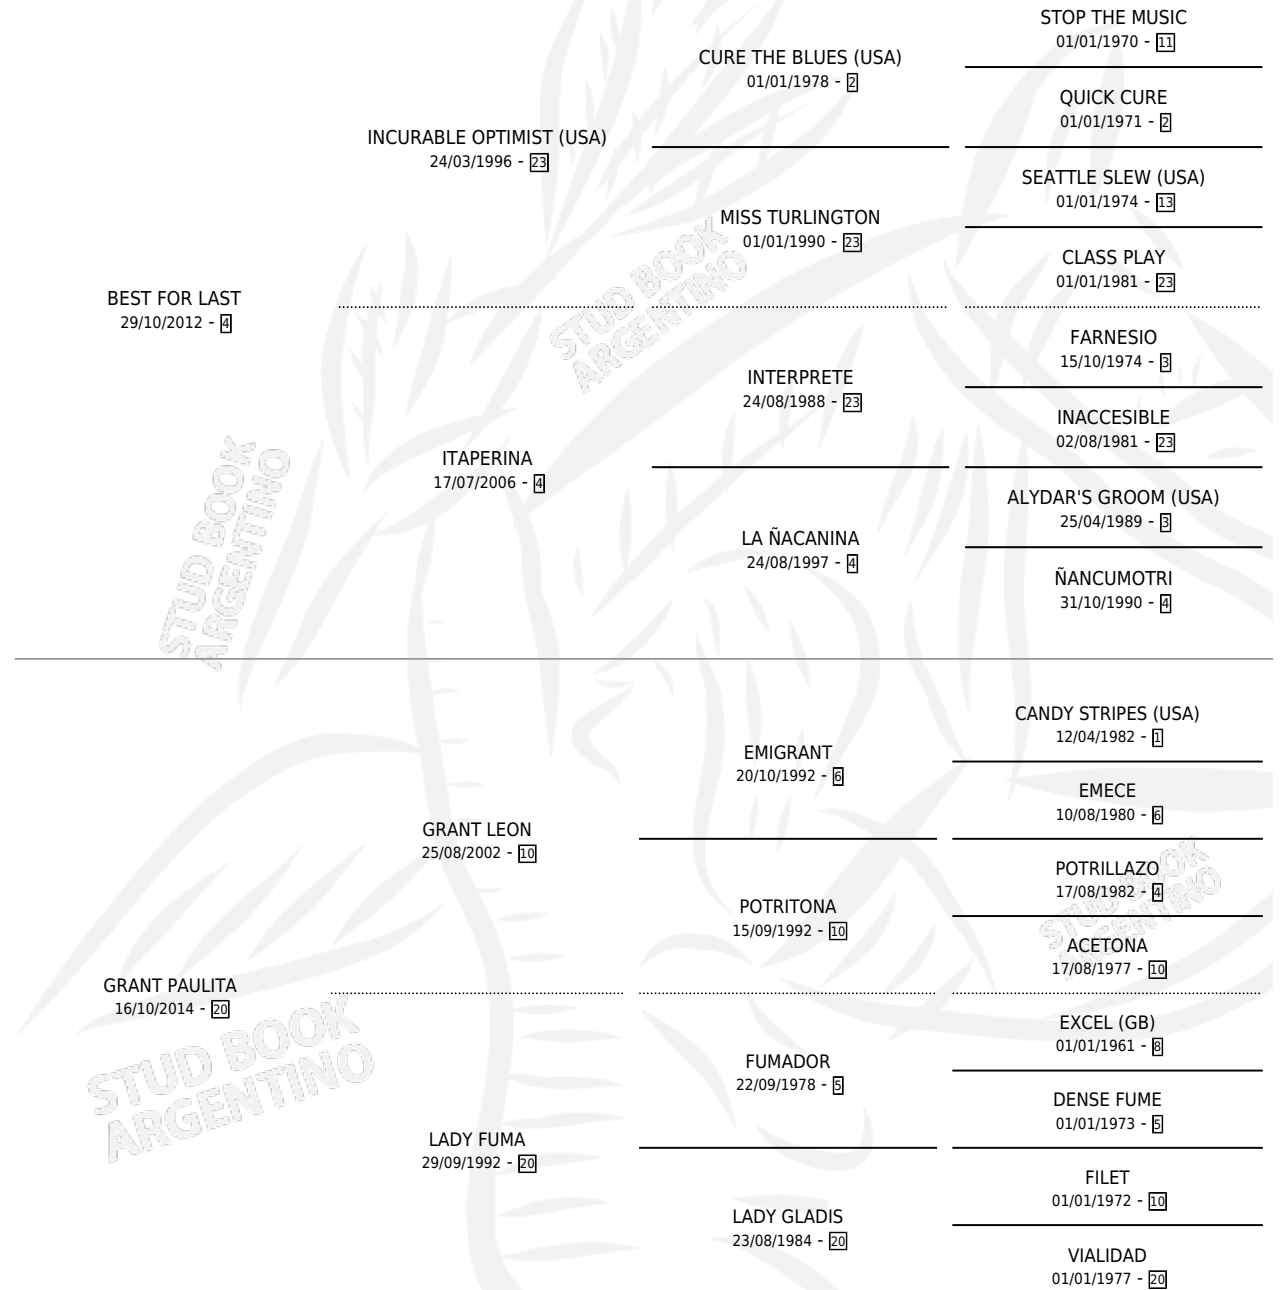 STOP THE MUSIC
01/01/1970 - 11
CURE THE BLUES (USA)
01/01/1978 - 2
QUICK CURE
01/01/1971 - 2
INCURABLE OPTIMIST (USA)
24/03/1996 - 23
SEATTLE SLEW (USA)
01/01/1974 - 13
MISS TURLINGTON
01/01/1990 - 23
CLASS PLAY
01/01/1981 - 23
BEST FOR LAST
29/10/2012 - 4
STUD BOOK
ARGENTINO
FARNESIO
15/10/1974 - 3
INTERPRETE
24/08/1988 - 23
INACCESIBLE
02/08/1981 - 23
ITAPERINA
17/07/2006 - 4
ALYDAR'S GROOM (USA)
25/04/1989 - 3
LA ÑACANINA
24/08/1997 - 4
ÑANCUMOTRI
31/10/1990 - 4
STUD BOOK
ARGENTINO
CANDY STRIPES (USA)
12/04/1982 - 1
EMIGRANT
20/10/1992 - 6
EMECE
10/08/1980 - 6
GRANT LEON
25/08/2002 - 10
POTRILLAZO
17/08/1982 - 4
POTRITONA
15/09/1992 - 10
STUD BOOK
ARGENTINO
ACETONA
17/08/1977 - 10
GRANT PAULITA
16/10/2014 - 20
EXCEL (GB)
01/01/1961 - 8
FUMADOR
22/09/1978 - 5
STUD BOOK
ARGENTINO
DENSE FUME
01/01/1973 - 5
LADY FUMA
29/09/1992 - 20
FILET
01/01/1972 - 10
LADY GLADIS
23/08/1984 - 20
VIALIDAD
01/01/1977 - 20